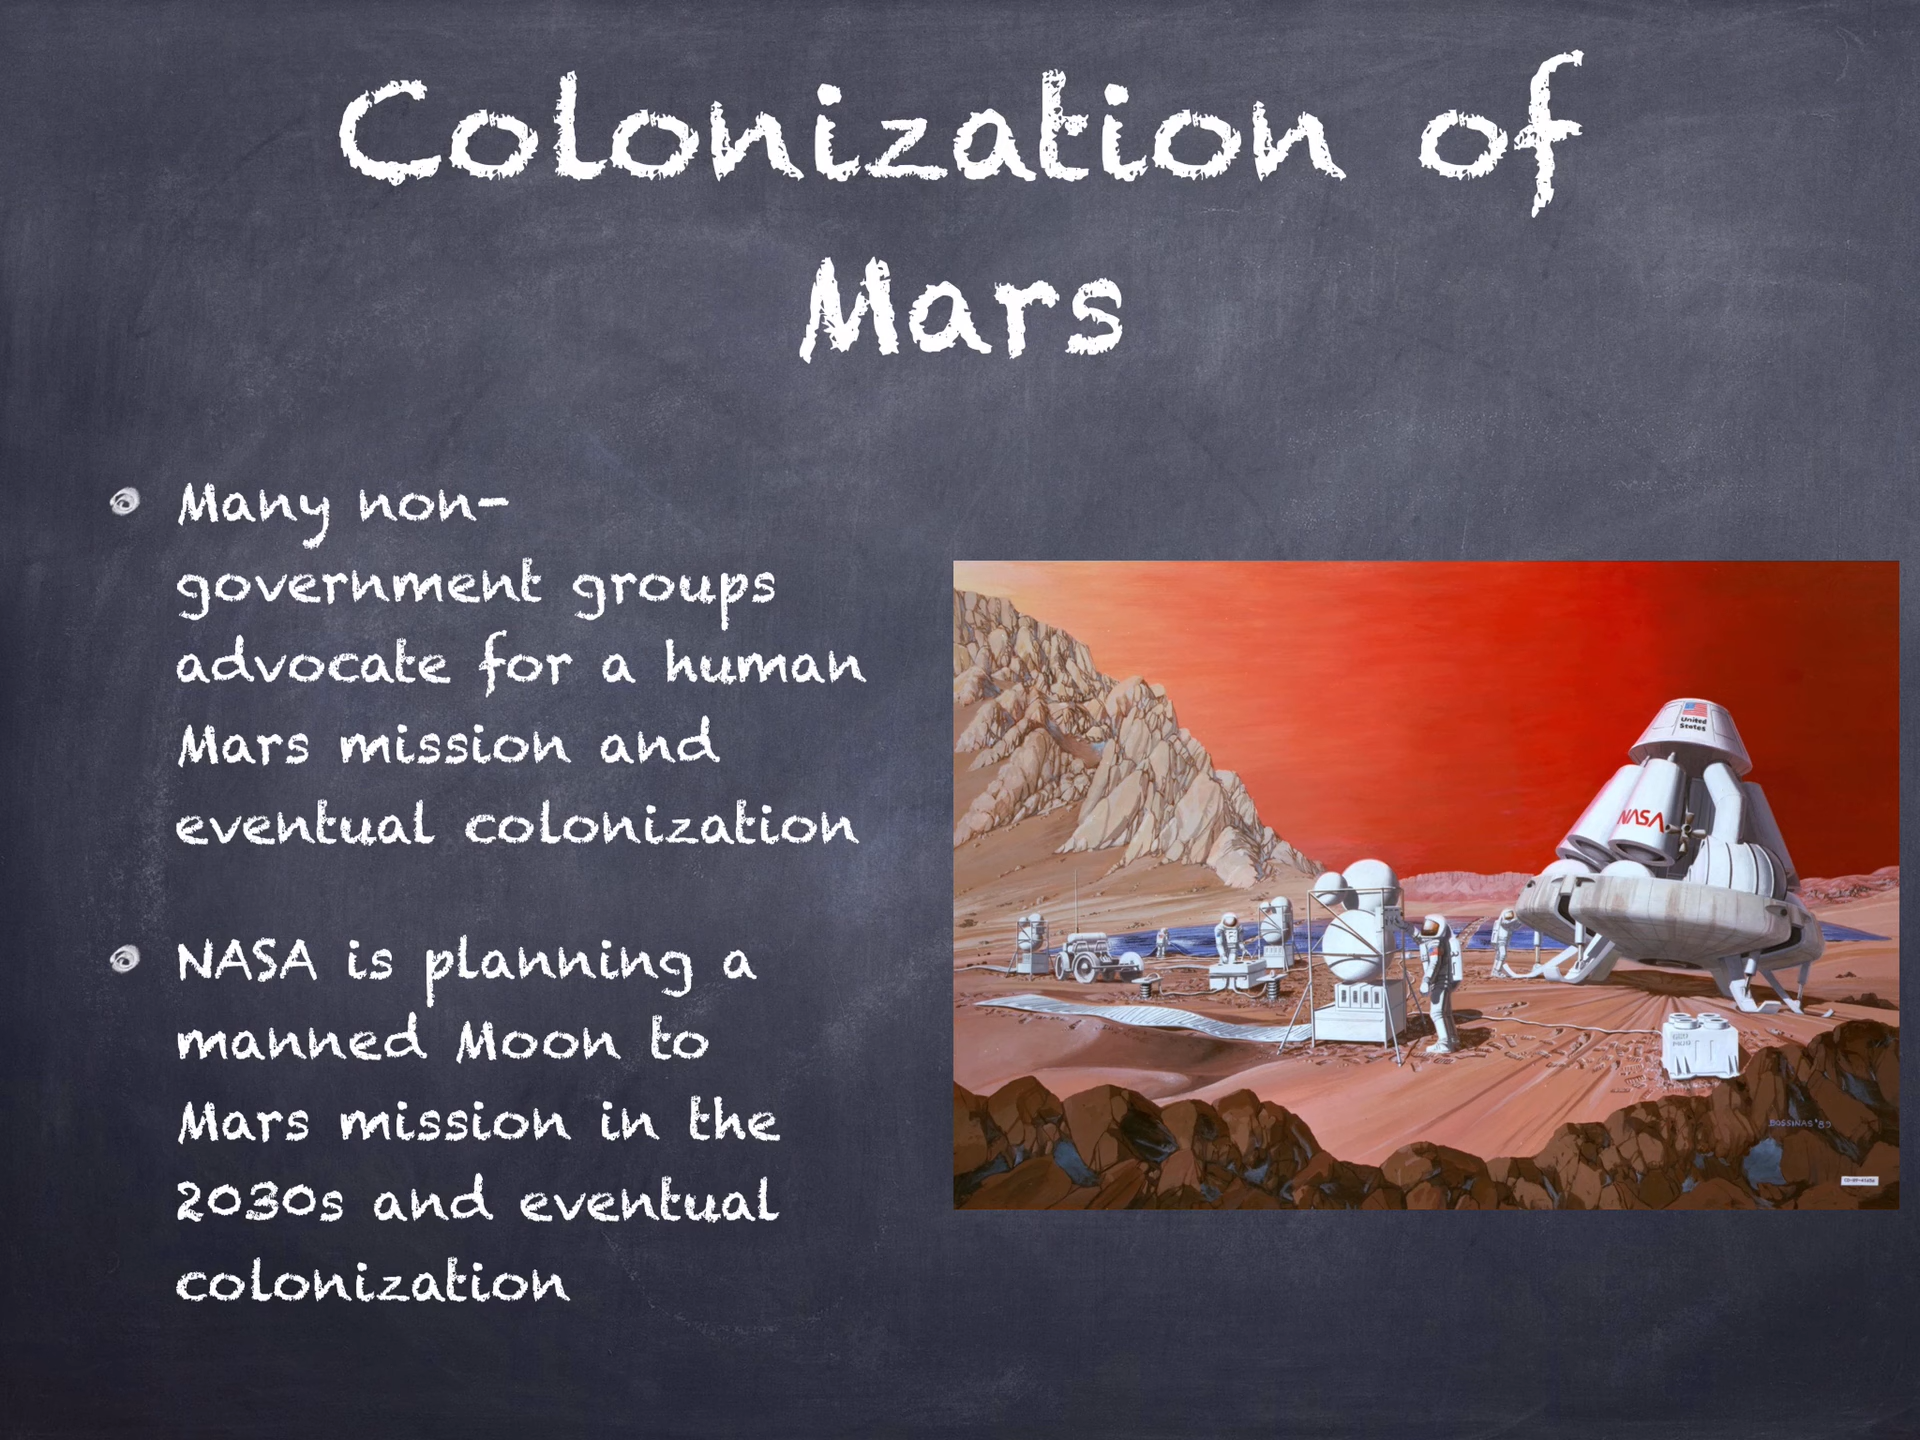 Colonization of
Mars
Many non-
government groups
advocate for a human
Mars mission and
eventual colonization
NASA is planning a
manned Moon to
Mars mission in the
2030s and eventual
colonization
United
States
NASA
BOSSINAS